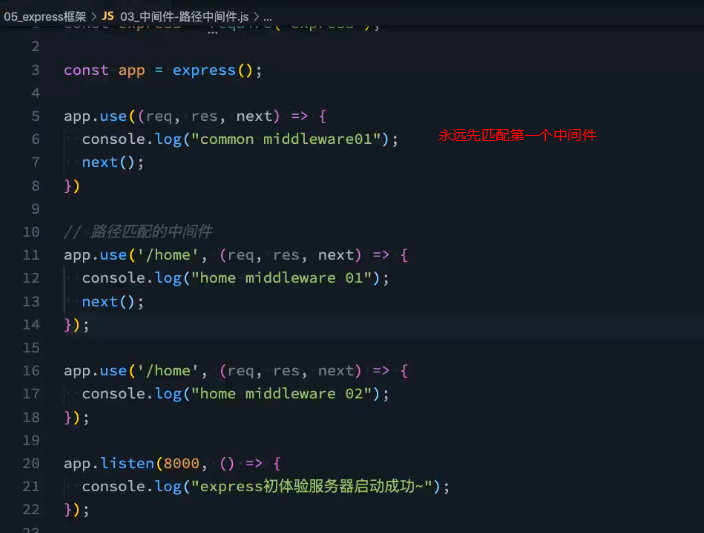 05_express框架 > JS 03_中间件-路径中间件.js > ...
1 const express = require('express');
2
3 const app = express();
4
5 app.use((req, res, next) => {
6 console.log("common middleware01");
永远先匹配第一个中间件
7 next();
8 })
9
10 // 路径匹配的中间件
11 app.use('/home', (req, res, next) => {
12 console.log("home middleware 01");
13 next();
14 });
15
16 app.use('/home', (req, res, next) => {
17 console.log("home middleware 02");
18 });
19
20 app.listen(8000, () => {
21 console.log("express初体验服务器启动成功~");
22 });
23